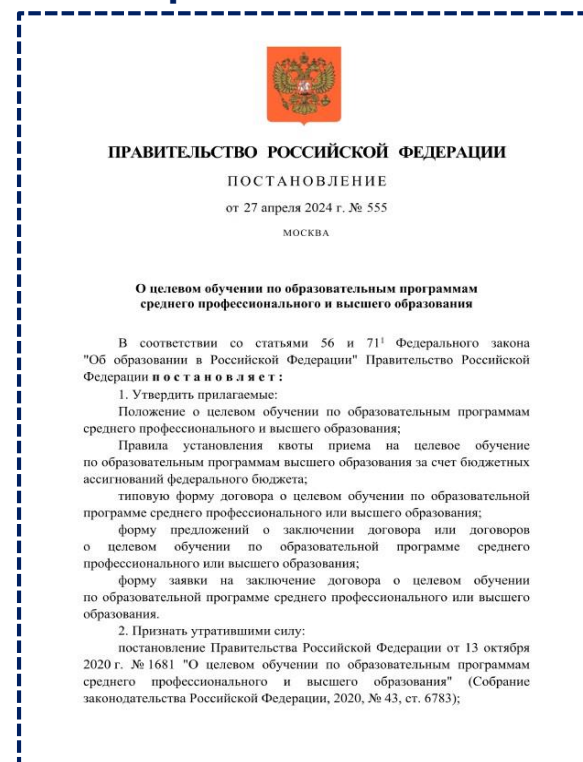 ПРАВИТЕЛЬСТВО РОССИЙСКОЙ ФЕДЕРАЦИИ
ПОСТАНОВЛЕНИЕ
от 27 апреля 2024 г. № 555
МОСКВА
О целевом обучении по образовательным программам
среднего профессионального и высшего образования
В соответствии со статьями 56 и 71¹ Федерального закона
"Об образовании в Российской Федерации" Правительство Российской
Федерации постановляет:
1. Утвердить прилагаемые:
Положение о целевом обучении по образовательным программам
среднего профессионального и высшего образования;
Правила установления квоты приема на целевое обучение
по образовательным программам высшего образования за счет бюджетных
ассигнований федерального бюджета;
типовую форму договора о целевом обучении по образовательной
программе среднего профессионального или высшего образования;
форму предложений о заключении договора или договоров
о целевом обучении по образовательной программе среднего
профессионального или высшего образования;
форму заявки на заключение договора о целевом обучении
по образовательной программе среднего профессионального или высшего
образования.
2. Признать утратившими силу:
постановление Правительства Российской Федерации от 13 октября
2020 г. № 1681 "О целевом обучении по образовательным программам
среднего профессионального и высшего образования" (Собрание
законодательства Российской Федерации, 2020, № 43, ст. 6783);